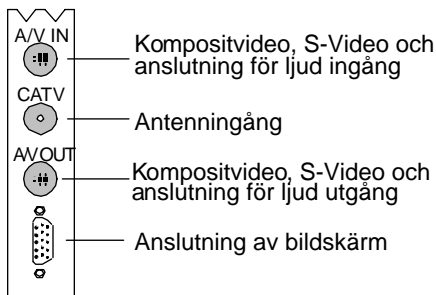 A/V IN
Kompositvideo, S-Video och
anslutning för ljud ingång
CATV
Antenningång
A/V OUT
Kompositvideo, S-Video och
anslutning för ljud utgång
Anslutning av bildskärm